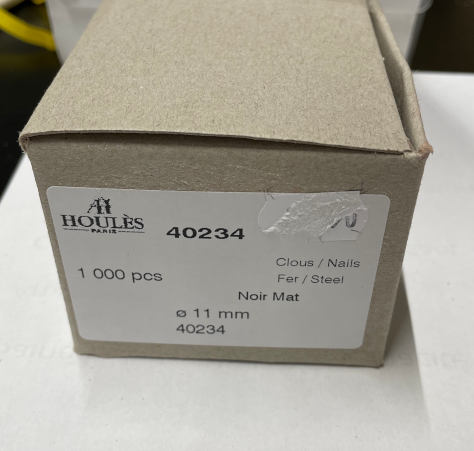 HOULÈS
PARIS
40234
1 000 pcs
Clous / Nails
Fer / Steel
Noir Mat
ø 11 mm
40234